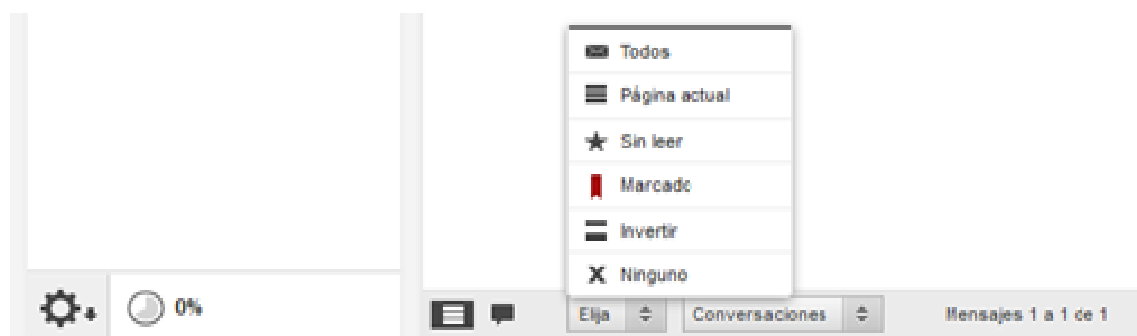 Todos
Página actual
Sin leer
Marcado
Invertir
Ninguno
0%
Elija
Conversaciones
Mensajes 1 a 1 de 1